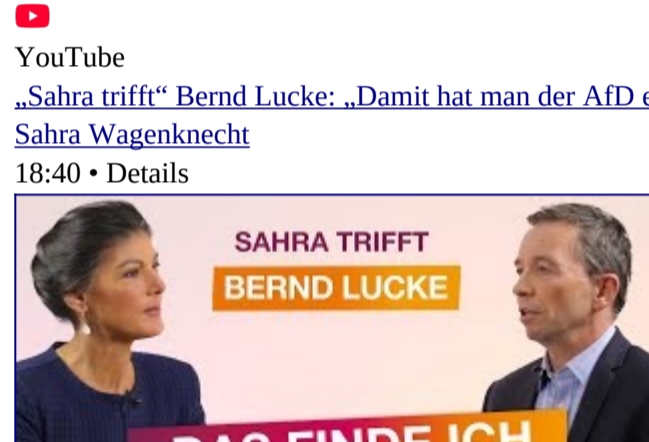 YouTube
„Sahra trifft“ Bernd Lucke: „Damit hat man der AfD e
Sahra Wagenknecht
18:40 • Details
SAHRA TRIFFT
BERND LUCKE
DAS FINDE ICH